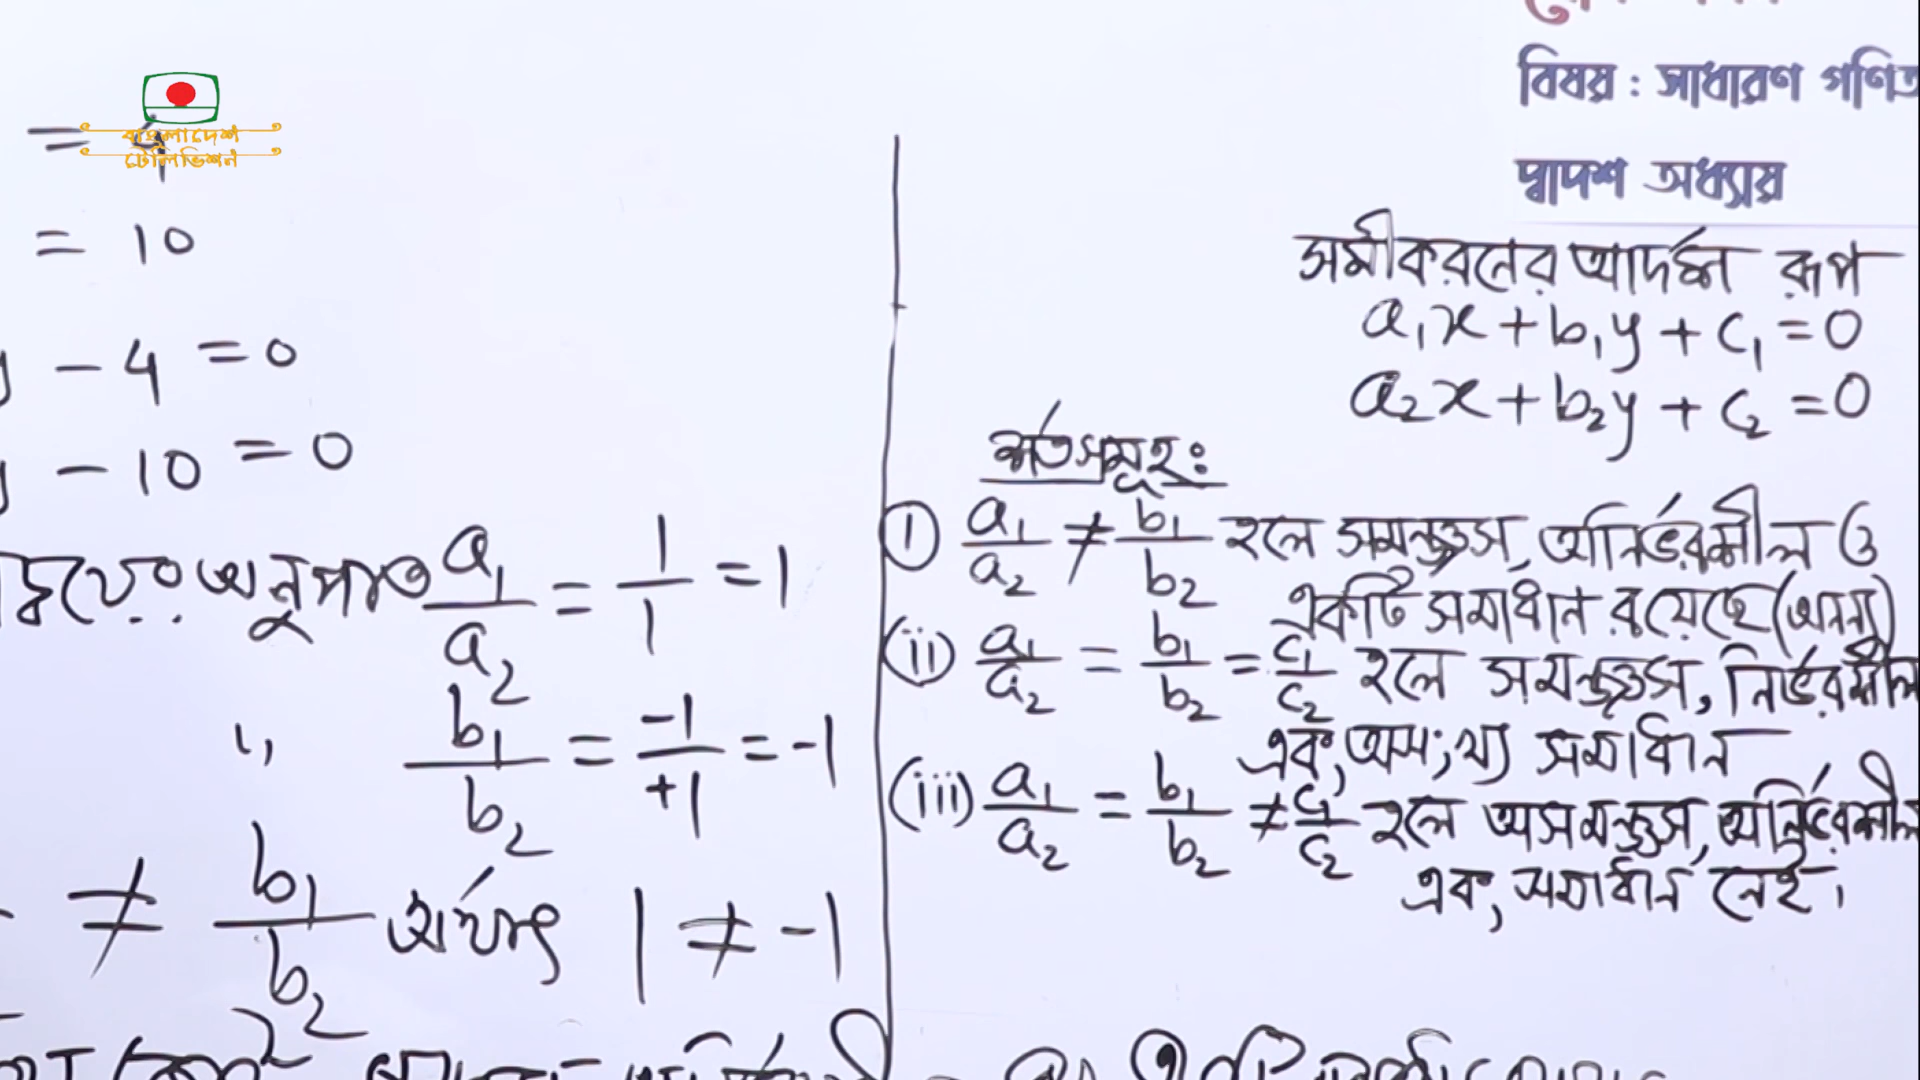 বাংলাদেশ
টেলিভিশন
বিষয় : সাধারণ গণিত
দ্বাদশ অধ্যায়
= 4
= 10
y - 4 = 0
y - 10 = 0
অনুপাত a₁/a₂ = 1/1 = 1
,, b₁/b₂ = -1/+1 = -1
≠ b₁/b₂ অর্থাৎ 1 ≠ -1
সমীকরনের আদর্শ রূপ
a₁x + b₁y + c₁ = 0
a₂x + b₂y + c₂ = 0
শর্তসমূহঃ
(i) a₁/a₂ ≠ b₁/b₂ হলে সমঞ্জস, অনির্ভরশীল ও
একটি সমাধান রয়েছে (অনন্য)
(ii) a₁/a₂ = b₁/b₂ = c₁/c₂ হলে সমঞ্জস, নির্ভরশীল
এবং অসংখ্য সমাধান
(iii) a₁/a₂ = b₁/b₂ ≠ c₁/c₂ হলে অসমঞ্জস, অনির্ভরশীল
এবং সমাধান নেই।